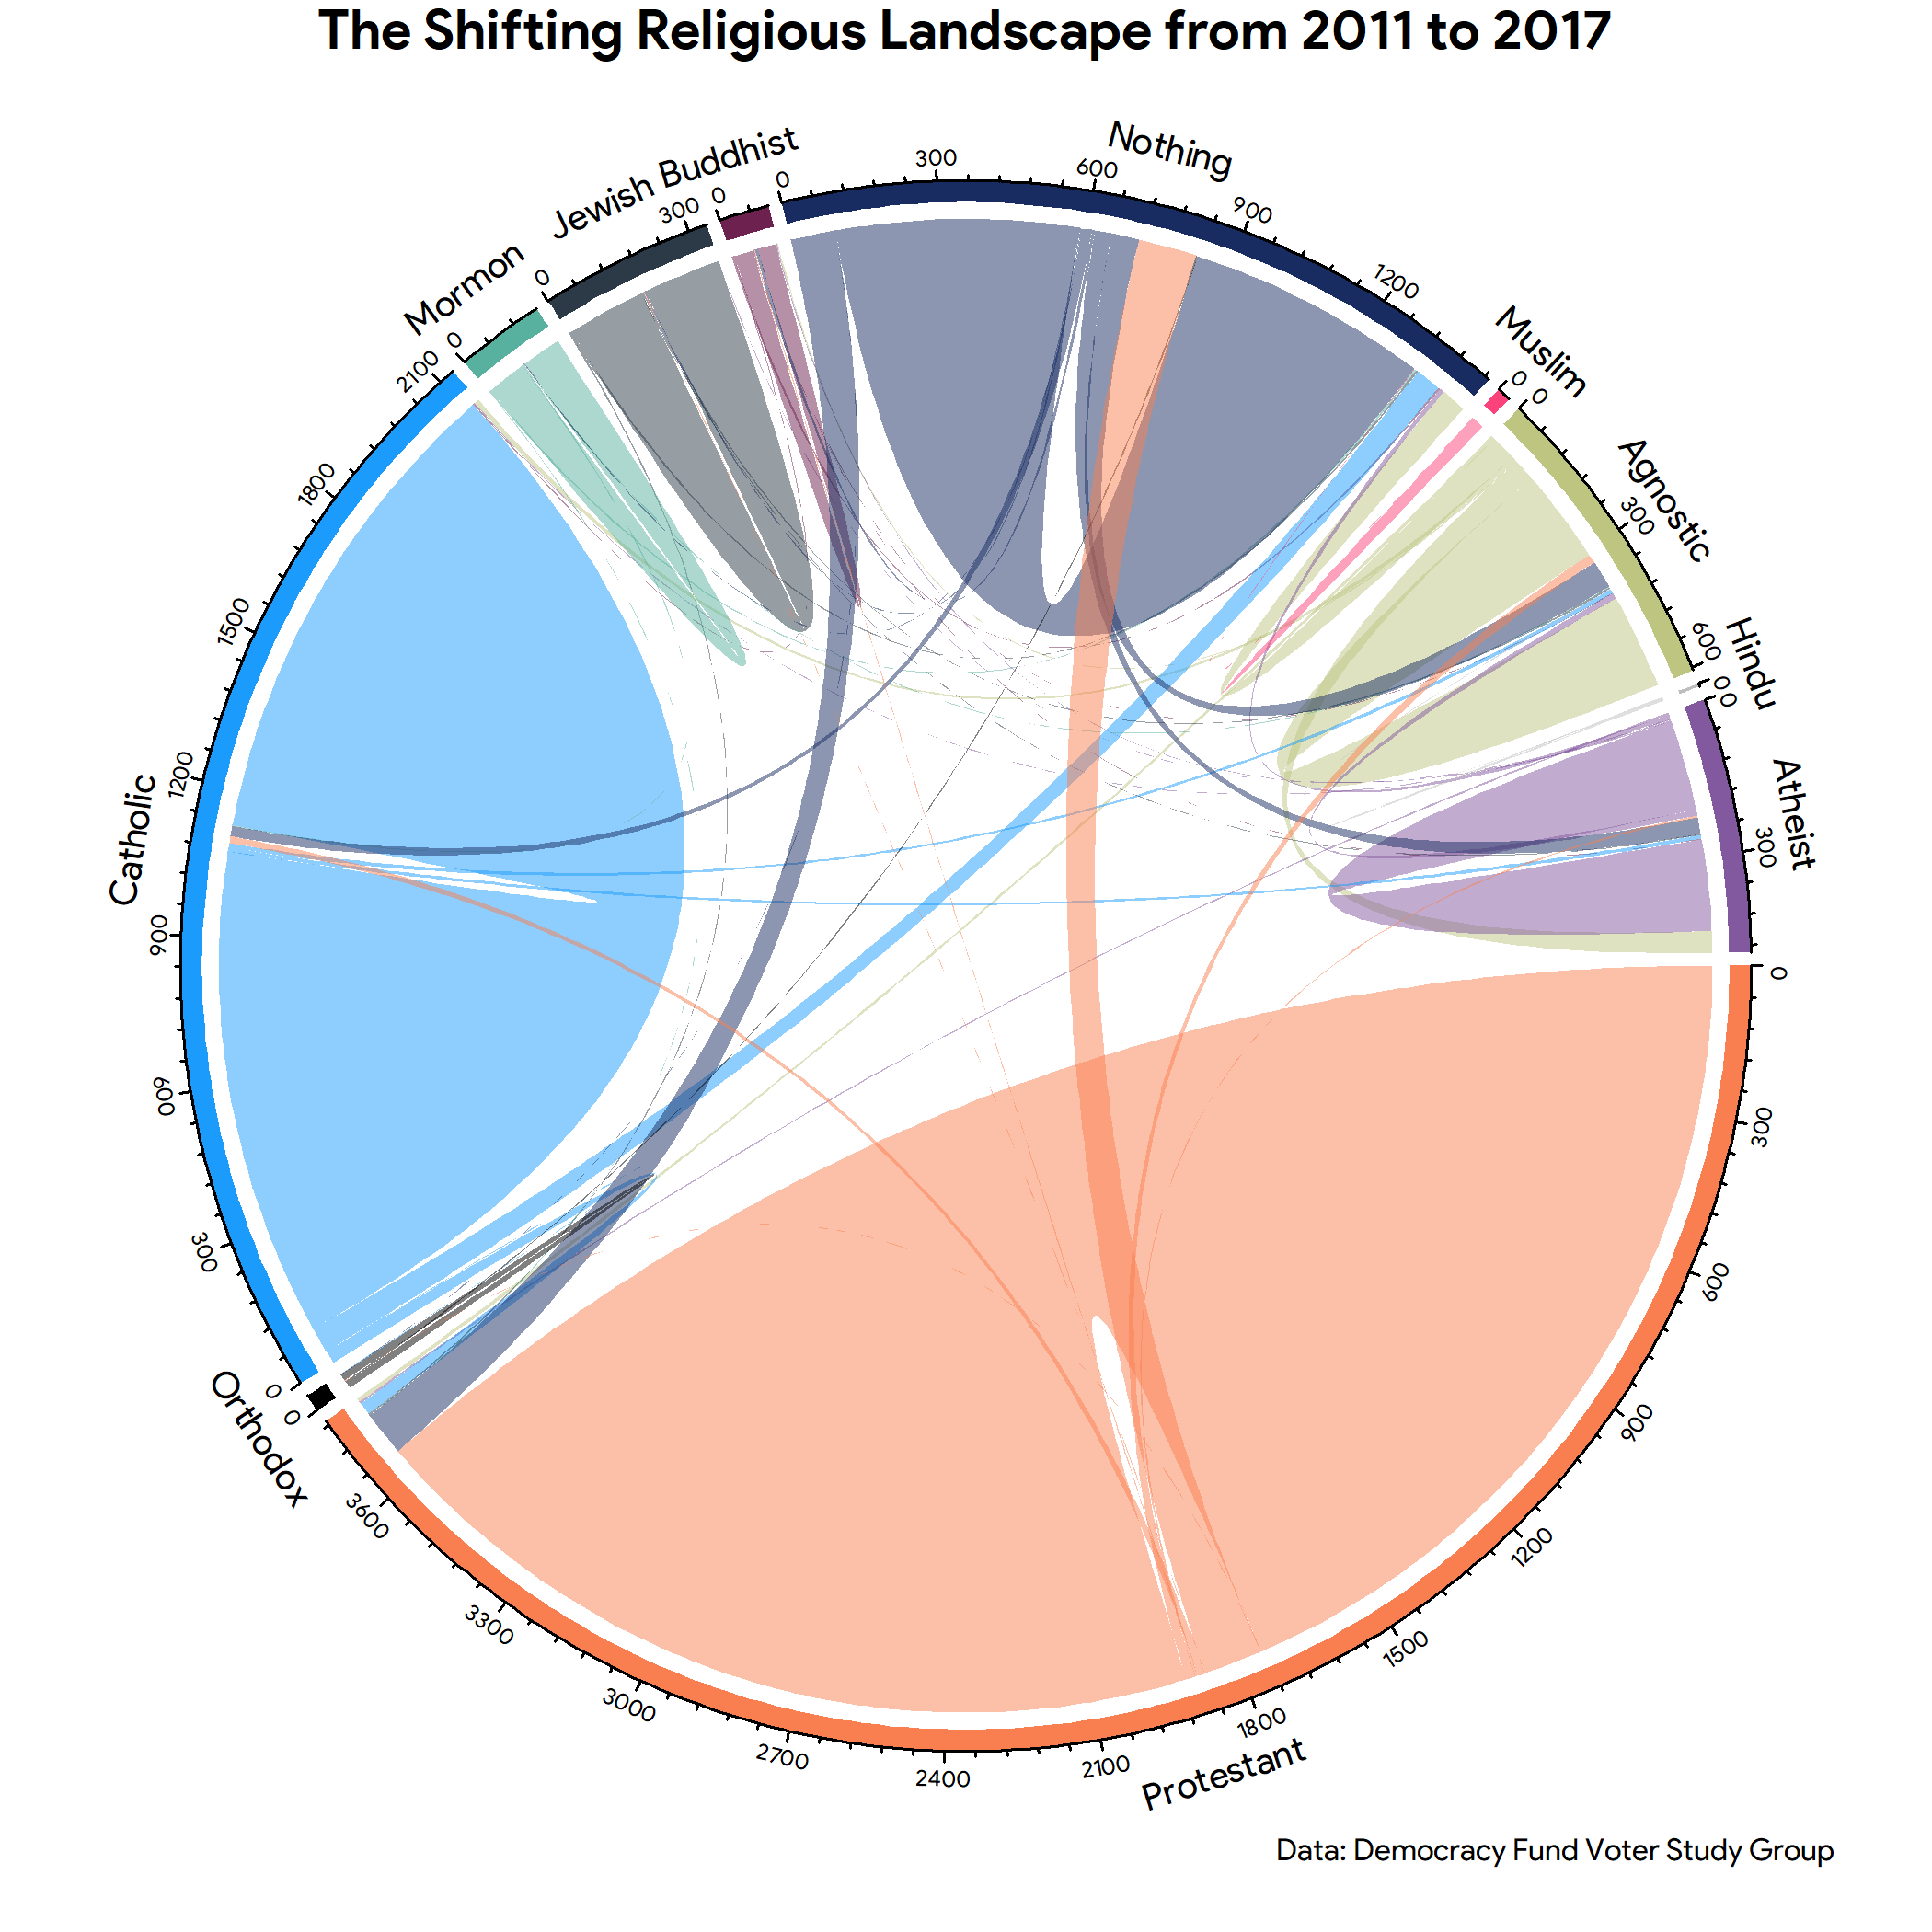 The Shifting Religious Landscape from 2011 to 2017
Nothing
0
300
600
900
1200
Muslim
0
Agnostic
0
300
600
Hindu
0
Atheist
0
300
Protestant
0
300
600
900
1200
1500
1800
2100
2400
2700
3000
3300
3600
Orthodox
0
Catholic
0
300
600
900
1200
1500
1800
2100
Mormon
0
Jewish
0
300
Buddhist
0
Data: Democracy Fund Voter Study Group